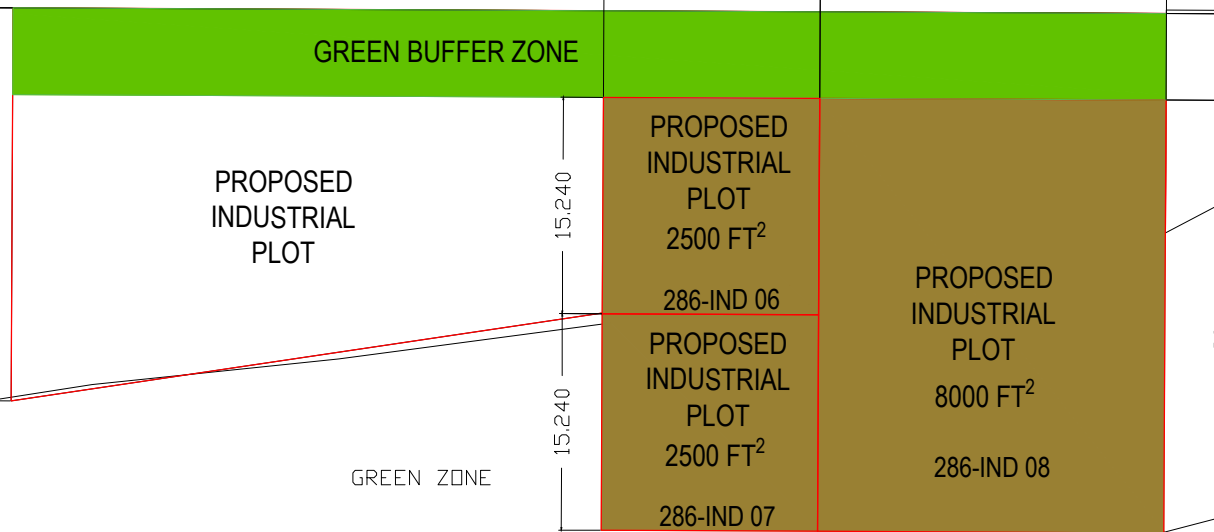 GREEN BUFFER ZONE
PROPOSED
INDUSTRIAL
PLOT
15.240
PROPOSED
INDUSTRIAL
PLOT
2500 FT²
286-IND 06
PROPOSED
INDUSTRIAL
PLOT
8000 FT²
286-IND 08
15.240
PROPOSED
INDUSTRIAL
PLOT
2500 FT²
286-IND 07
GREEN ZONE